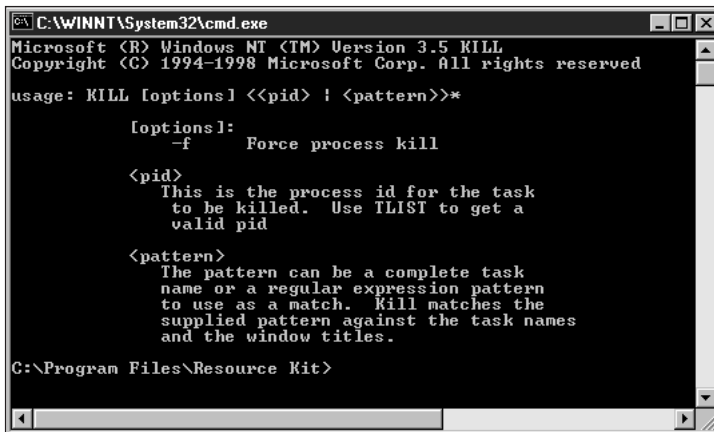 C:\WINNT\System32\cmd.exe
Microsoft (R) Windows NT (TM) Version 3.5 KILL
Copyright (C) 1994-1998 Microsoft Corp. All rights reserved
usage: KILL [options] <<pid> | <pattern>>*
[options]:
-f Force process kill
<pid>
This is the process id for the task
to be killed. Use TLIST to get a
valid pid
<pattern>
The pattern can be a complete task
name or a regular expression pattern
to use as a match. Kill matches the
supplied pattern against the task names
and the window titles.
C:\Program Files\Resource Kit>